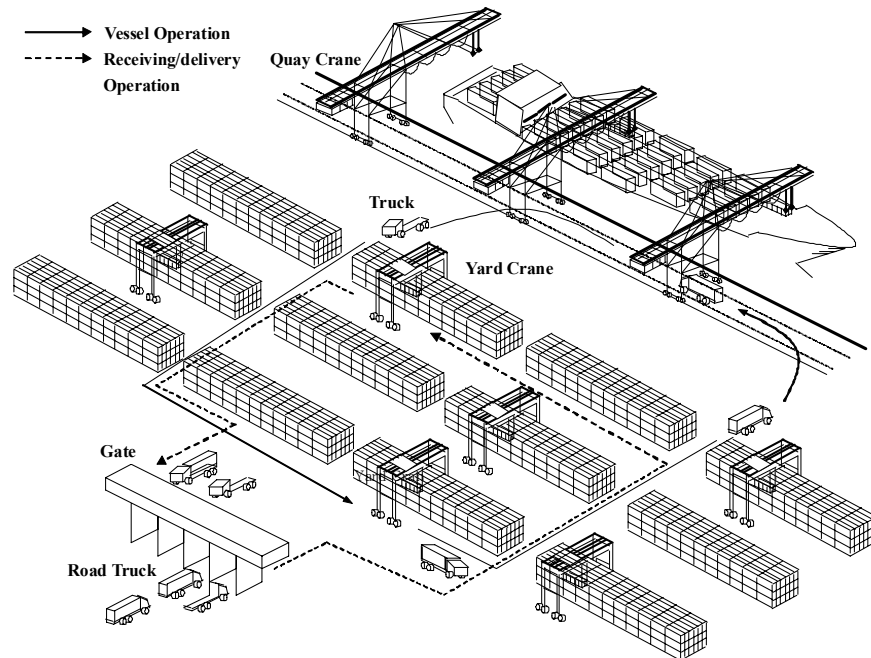 Vessel Operation
Receiving/delivery
Operation
Quay Crane
Truck
Yard Crane
Gate
Road Truck